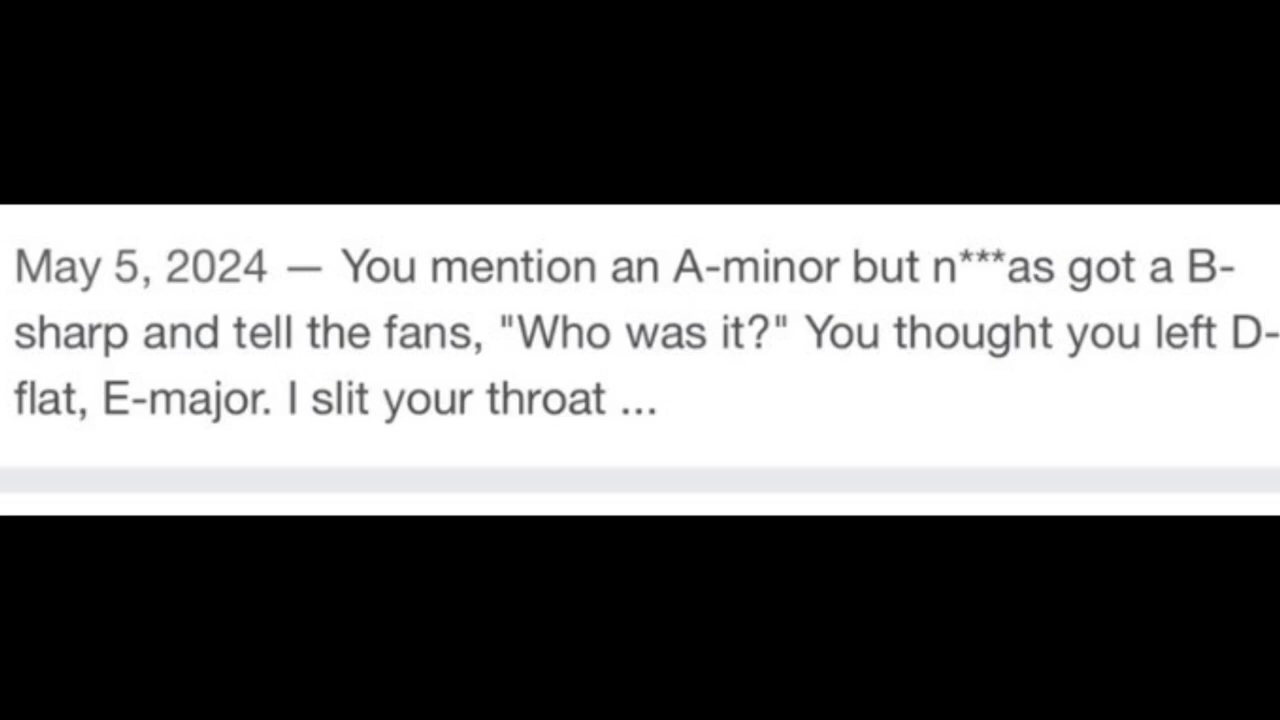 May 5, 2024 — You mention an A-minor but n***as got a B-
sharp and tell the fans, "Who was it?" You thought you left D-
flat, E-major. I slit your throat ...